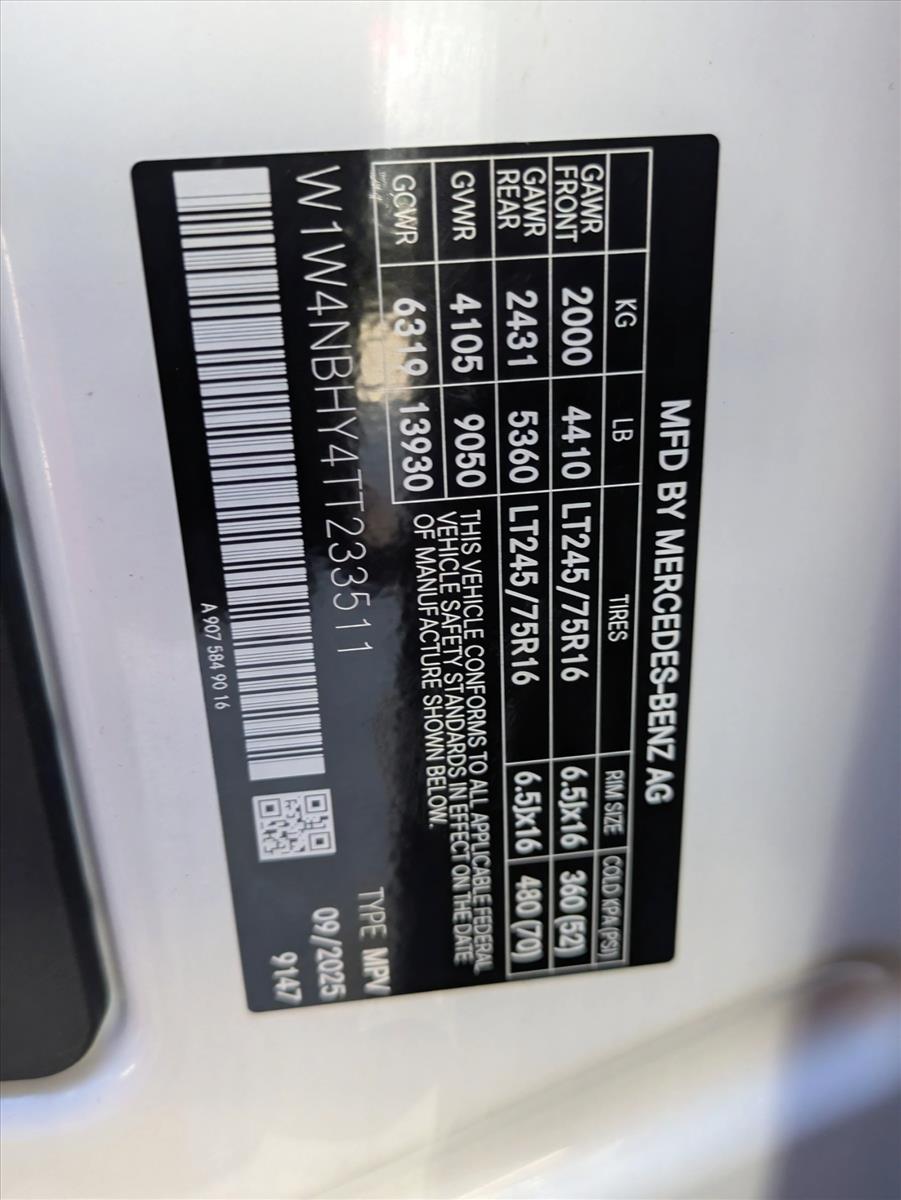 MFD BY MERCEDES-BENZ AG
KG LB TIRES RIM SIZE COLD KPA(PSI)
GAWR FRONT 2000 4410 LT245/75R16 6.5Jx16 360 (52)
GAWR REAR 2431 5360 LT245/75R16 6.5Jx16 480 (70)
GVWR 4105 9050
GCWR 6319 13930
THIS VEHICLE CONFORMS TO ALL APPLICABLE FEDERAL
VEHICLE SAFETY STANDARDS IN EFFECT ON THE DATE
OF MANUFACTURE SHOWN BELOW.
W1W4NBHY4TT233511
TYPE MPV
09/2025
9147
A 907 584 90 16